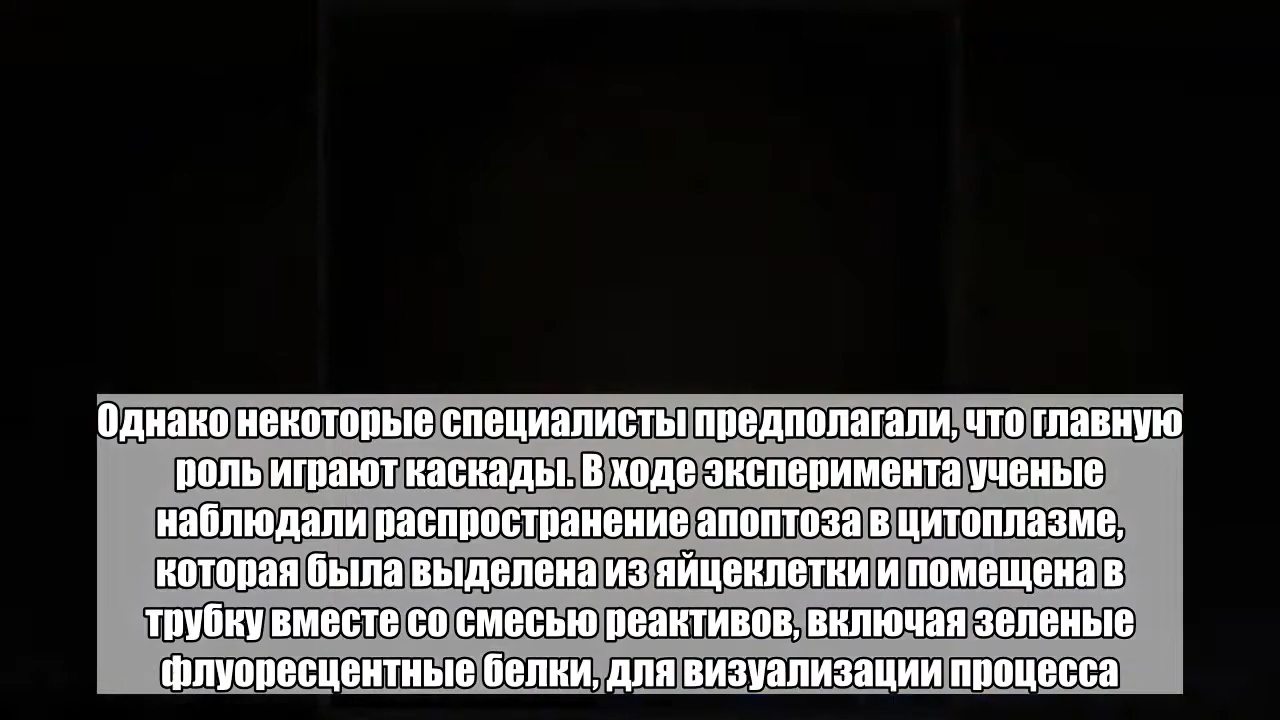 Однако некоторые специалисты предполагали, что главную
роль играют каскады. В ходе эксперимента ученые
наблюдали распространение апоптоза в цитоплазме,
которая была выделена из яйцеклетки и помещена в
трубку вместе со смесью реактивов, включая зеленые
флуоресцентные белки, для визуализации процесса